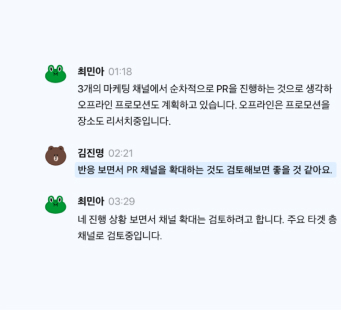 최민아 01:18
3개의 마케팅 채널에서 순차적으로 PR을 진행하는 것으로 생각하
오프라인 프로모션도 계획하고 있습니다. 오프라인은 프로모션을
장소도 리서치중입니다.
김진명 02:21
반응 보면서 PR 채널을 확대하는 것도 검토해보면 좋을 것 같아요.
최민아 03:29
네 진행 상황 보면서 채널 확대는 검토하려고 합니다. 주요 타겟 층
채널로 검토중입니다.